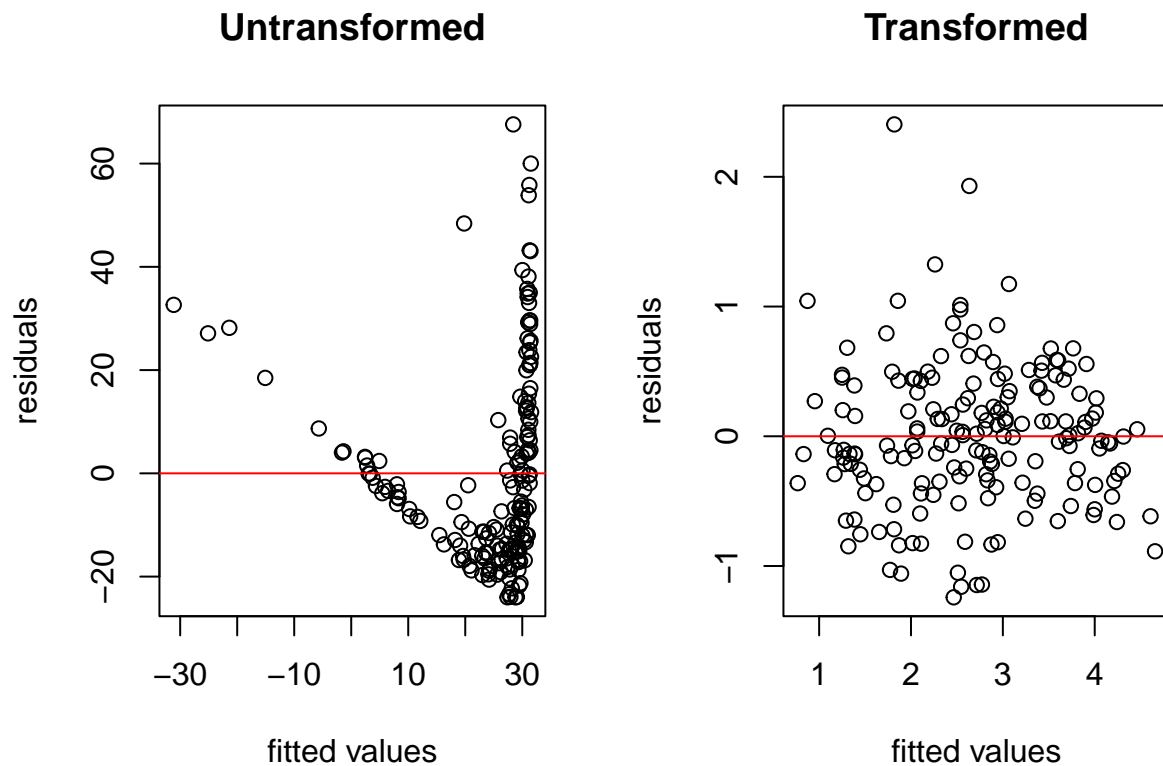 Untransformed
residuals
60
40
20
0
−20
−30
−10
10
30
fitted values
Transformed
residuals
2
1
0
−1
1
2
3
4
fitted values